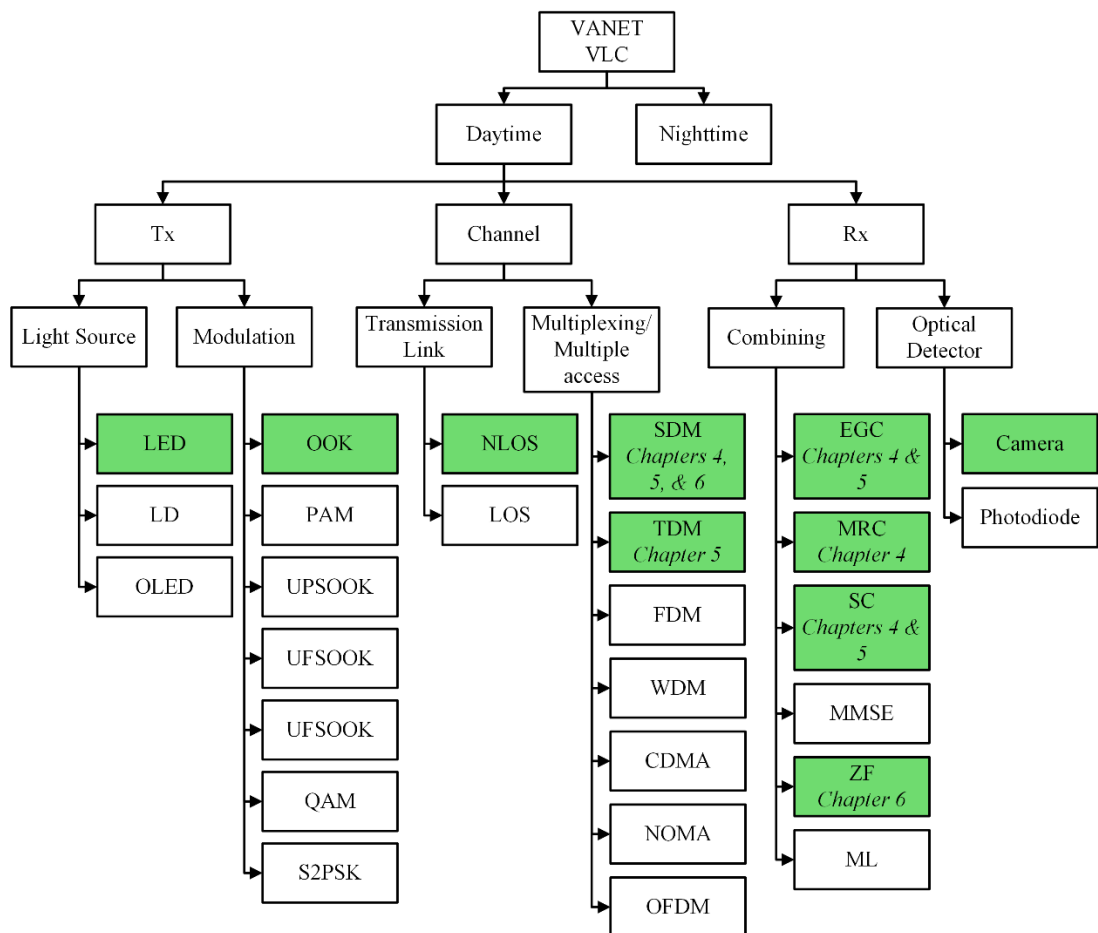 VANET
VLC
Daytime
Nighttime
Tx
Channel
Rx
Light Source
Modulation
Transmission
Link
Multiplexing/
Multiple
access
Combining
Optical
Detector
LED
LD
OLED
OOK
PAM
UPSOOK
UFSOOK
UFSOOK
QAM
S2PSK
NLOS
LOS
SDM
Chapters 4,
5, & 6
TDM
Chapter 5
FDM
WDM
CDMA
NOMA
OFDM
EGC
Chapters 4 &
5
MRC
Chapter 4
SC
Chapters 4 &
5
MMSE
ZF
Chapter 6
ML
Camera
Photodiode